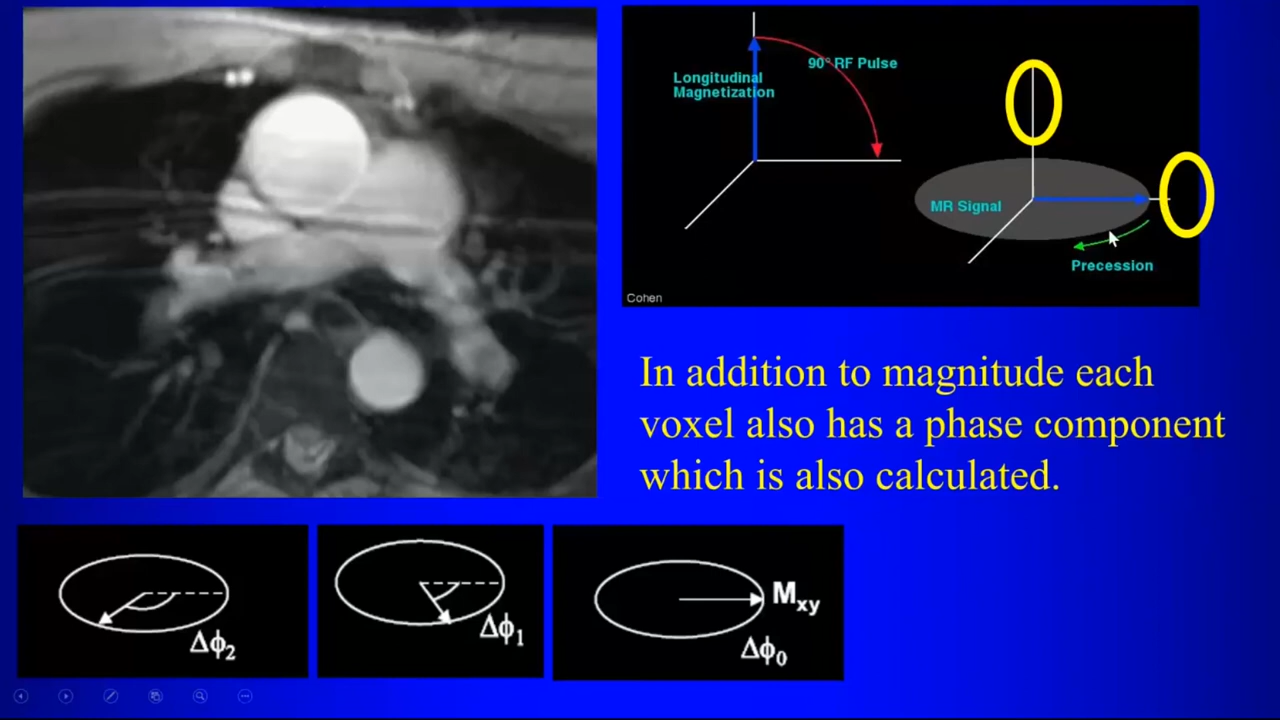 Longitudinal
Magnetization
90° RF Pulse
MR Signal
Precession
Cohen
In addition to magnitude each
voxel also has a phase component
which is also calculated.
Δϕ2
Δϕ1
Mxy
Δϕ0